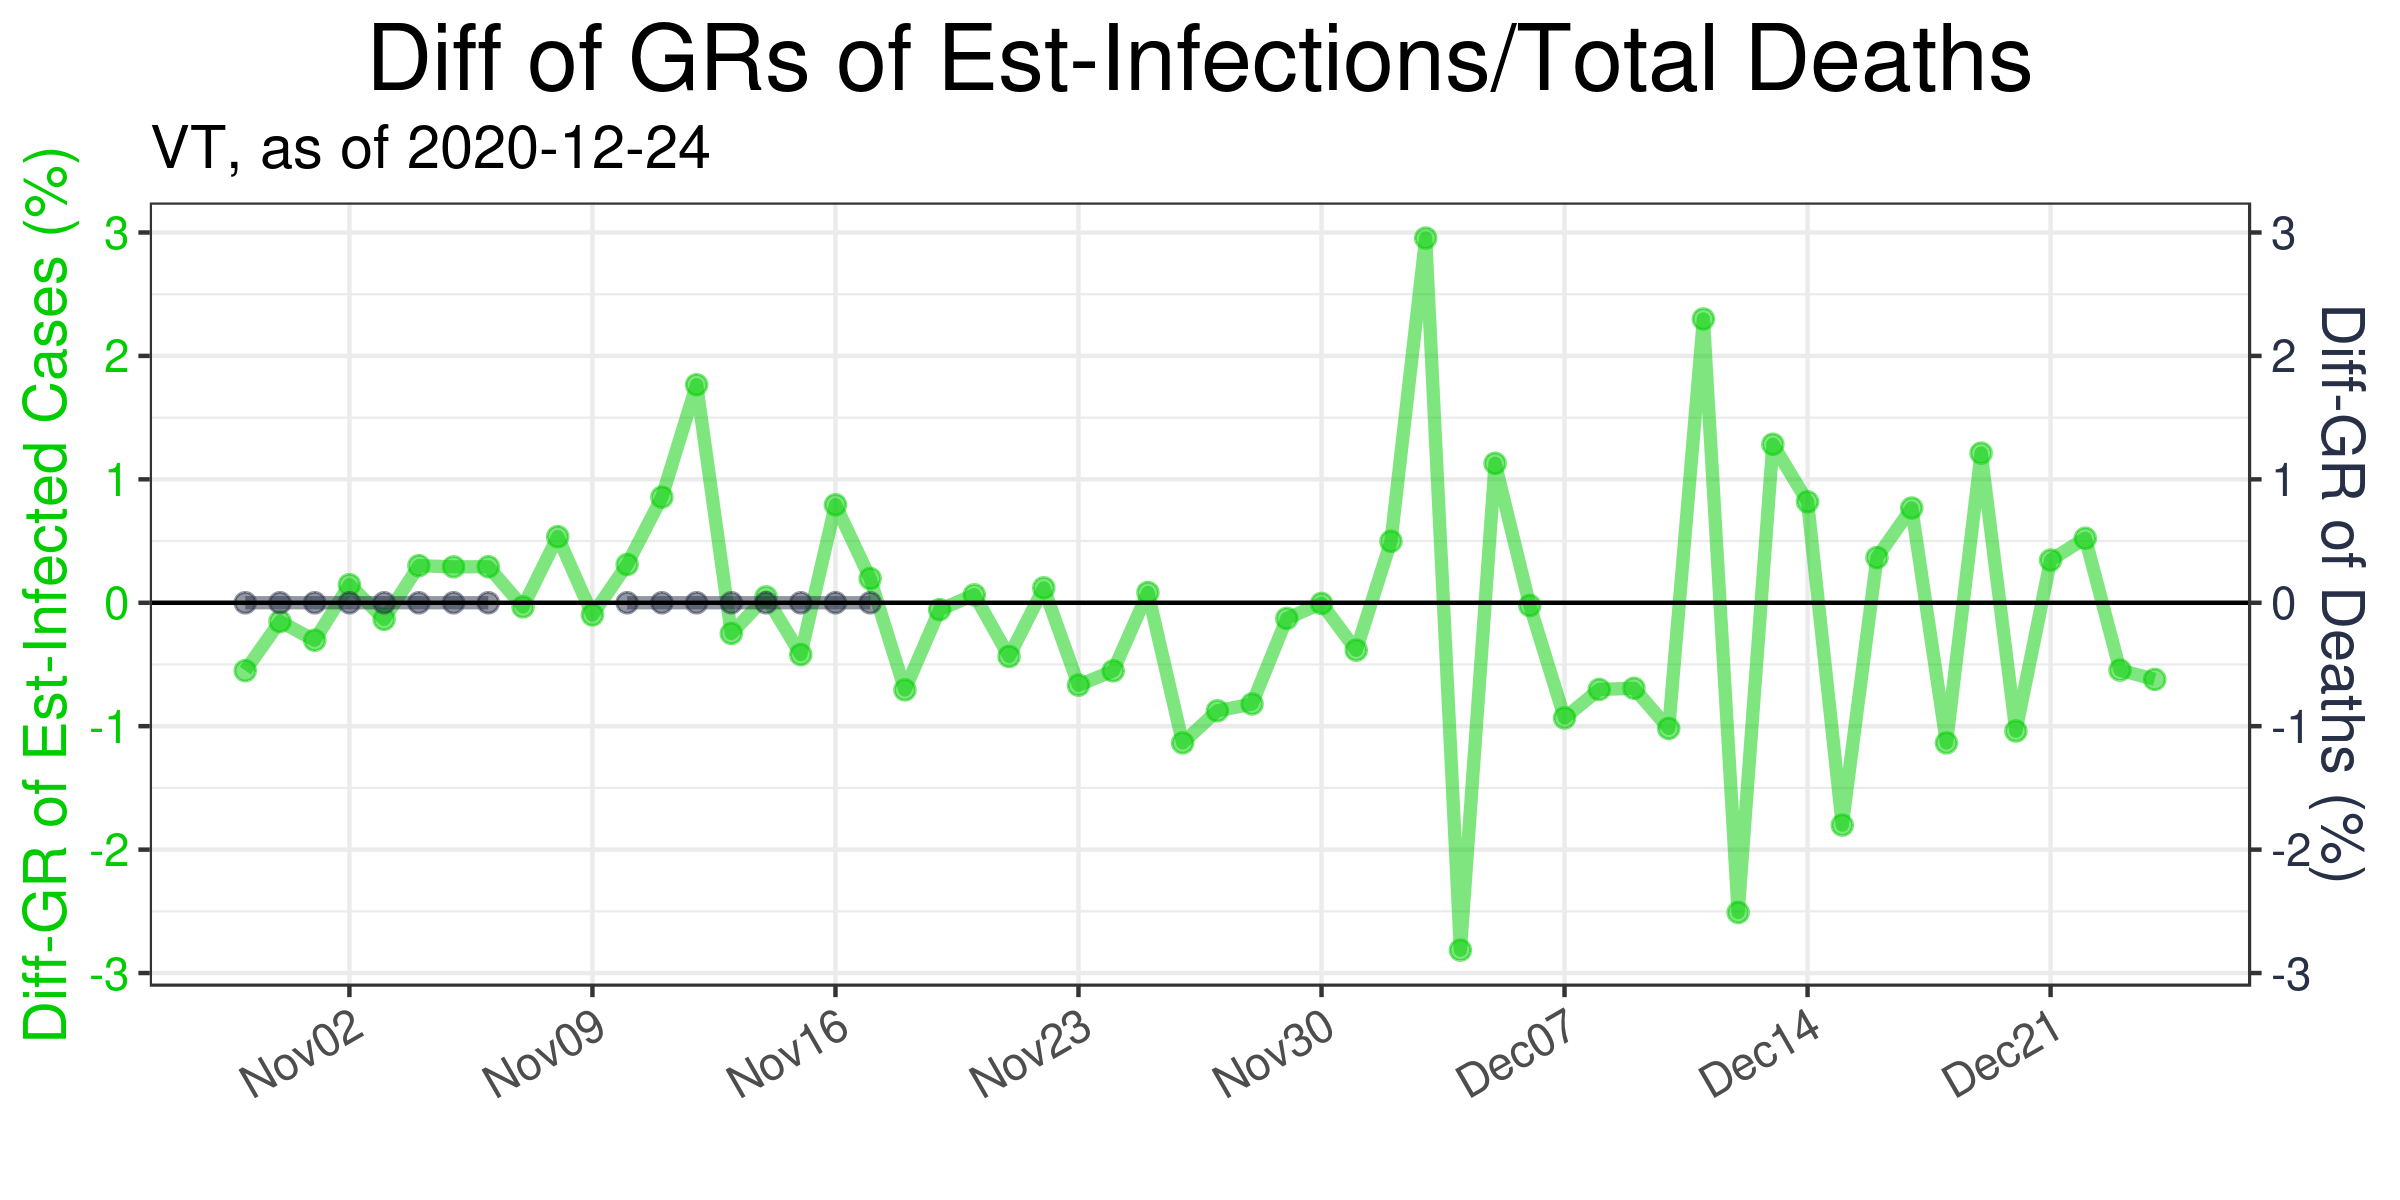 Diff of GRs of Est-Infections/Total Deaths
VT, as of 2020-12-24
Diff-GR of Est-Infected Cases (%)
3
2
1
0
-1
-2
-3
3
2
1
0
-1
-2
-3
Diff-GR of Deaths (%)
Nov02
Nov09
Nov16
Nov23
Nov30
Dec07
Dec14
Dec21